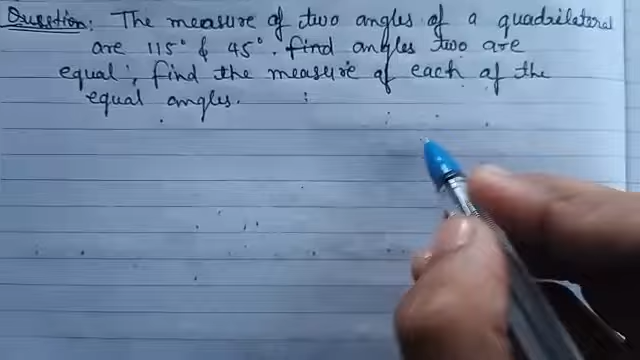 Question: The measure of two angles of a quadrilateral
are 115° & 45°. find angles two are
equal, find the measure of each of the
equal angles.